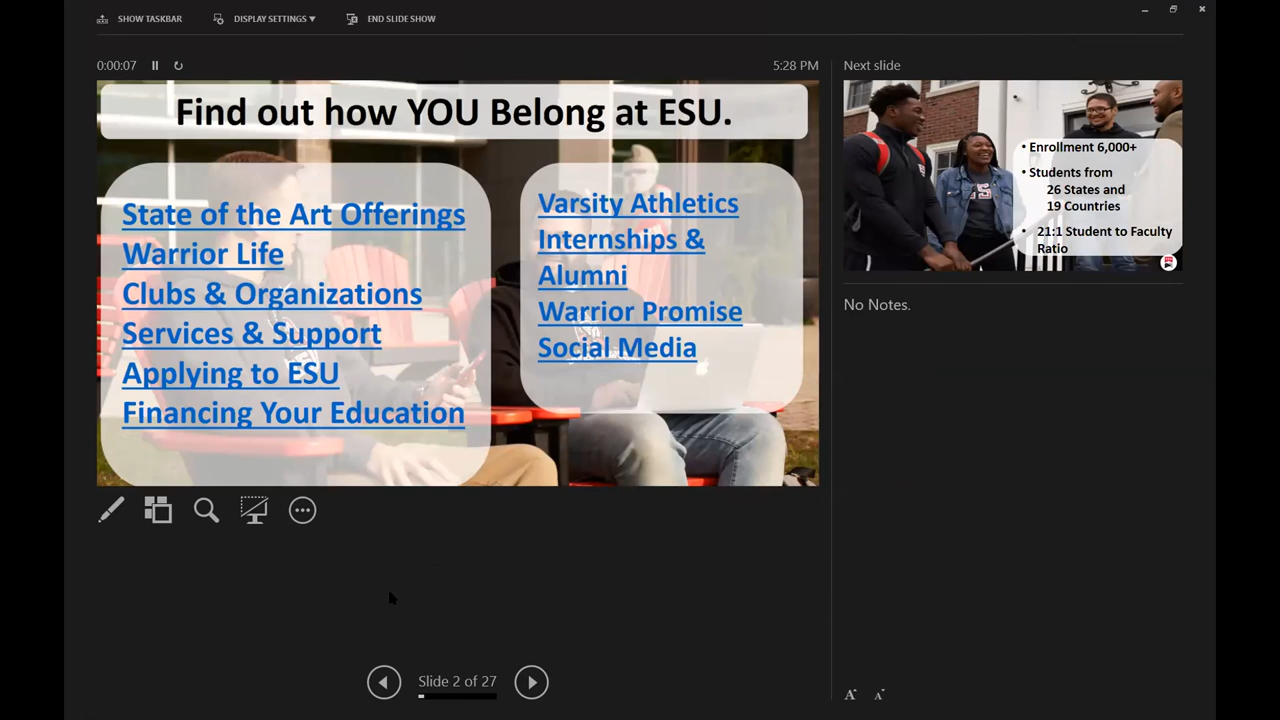 SHOW TASKBAR
DISPLAY SETTINGS ▼
END SLIDE SHOW
0:00:07
5:28 PM
Find out how YOU Belong at ESU.
State of the Art Offerings
Warrior Life
Clubs & Organizations
Services & Support
Applying to ESU
Financing Your Education
Varsity Athletics
Internships &
Alumni
Warrior Promise
Social Media
Slide 2 of 27
Next slide
• Enrollment 6,000+
• Students from
26 States and
19 Countries
• 21:1 Student to Faculty
Ratio
No Notes.
A
A